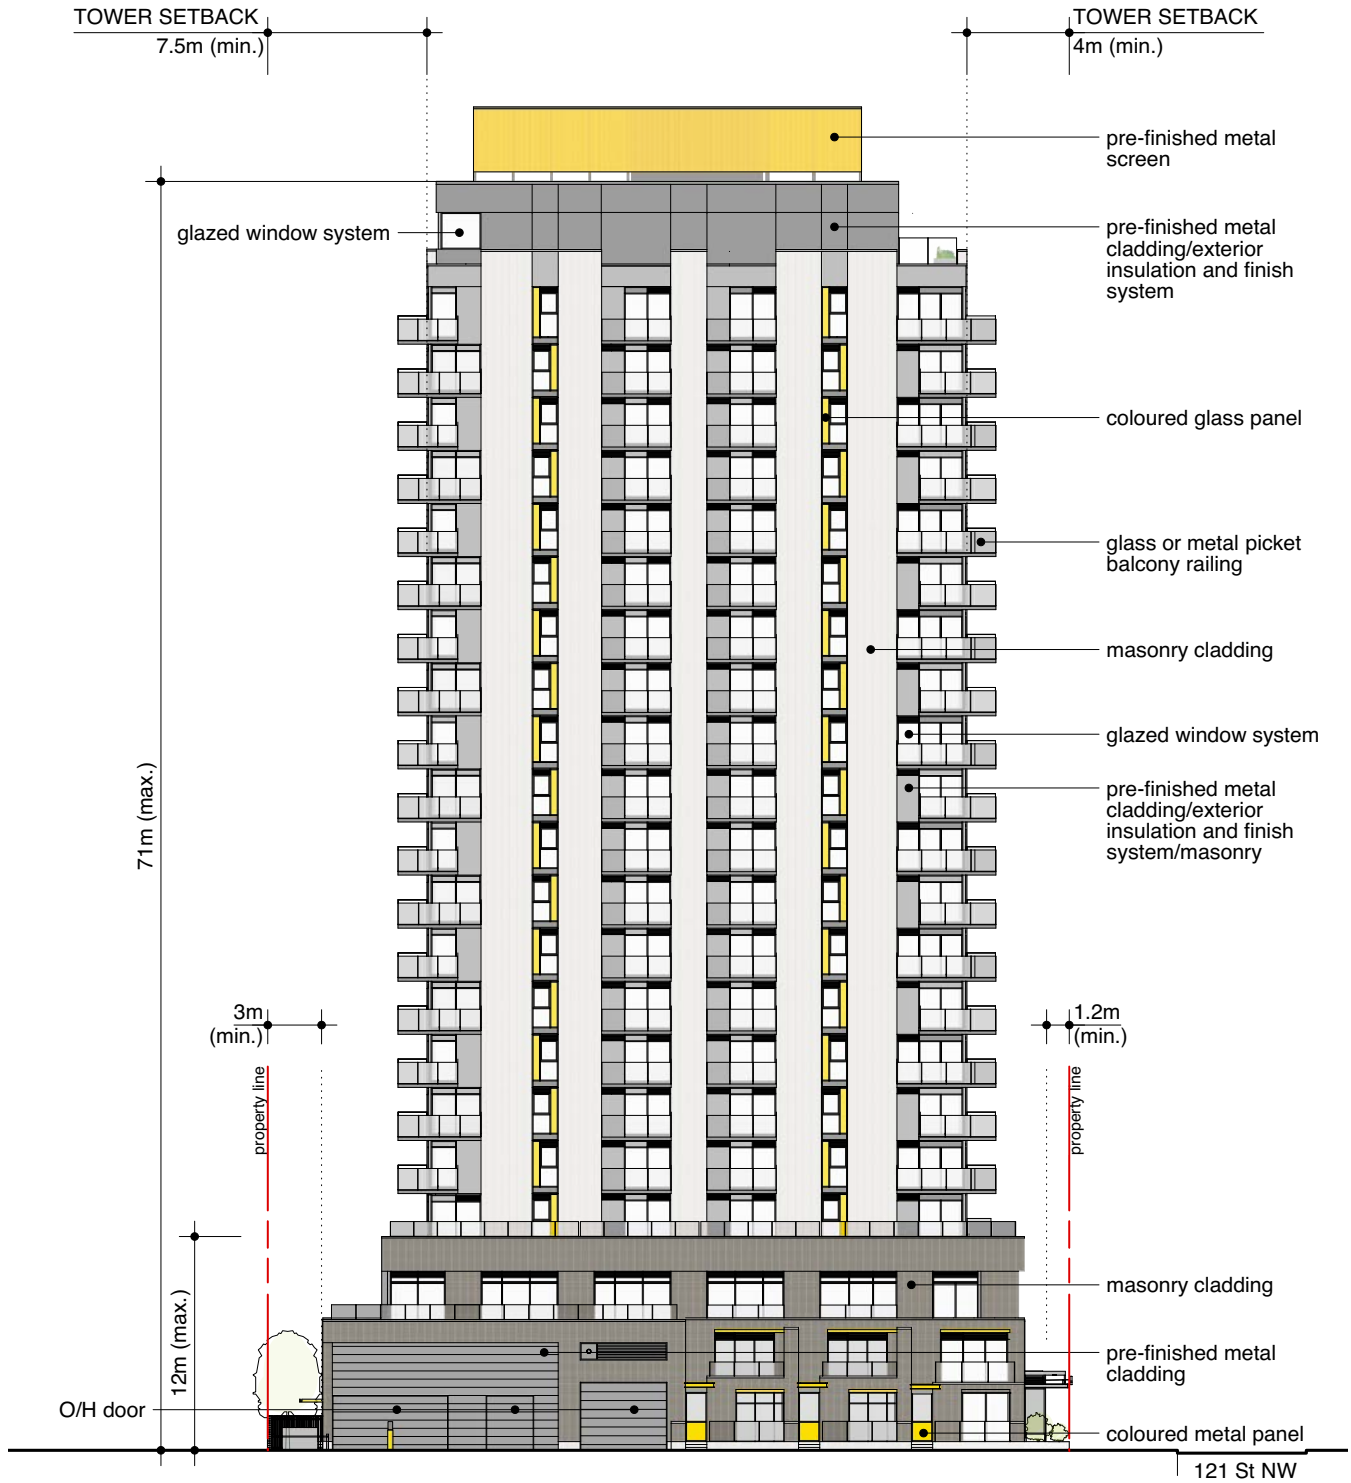 TOWER SETBACK
7.5m (min.)
TOWER SETBACK
4m (min.)
pre-finished metal
screen
glazed window system
pre-finished metal
cladding/exterior
insulation and finish
system
coloured glass panel
glass or metal picket
balcony railing
masonry cladding
glazed window system
pre-finished metal
cladding/exterior
insulation and finish
system/masonry
71m (max.)
3m
(min.)
1.2m
(min.)
property line
property line
12m (max.)
masonry cladding
pre-finished metal
cladding
O/H door
coloured metal panel
121 St NW